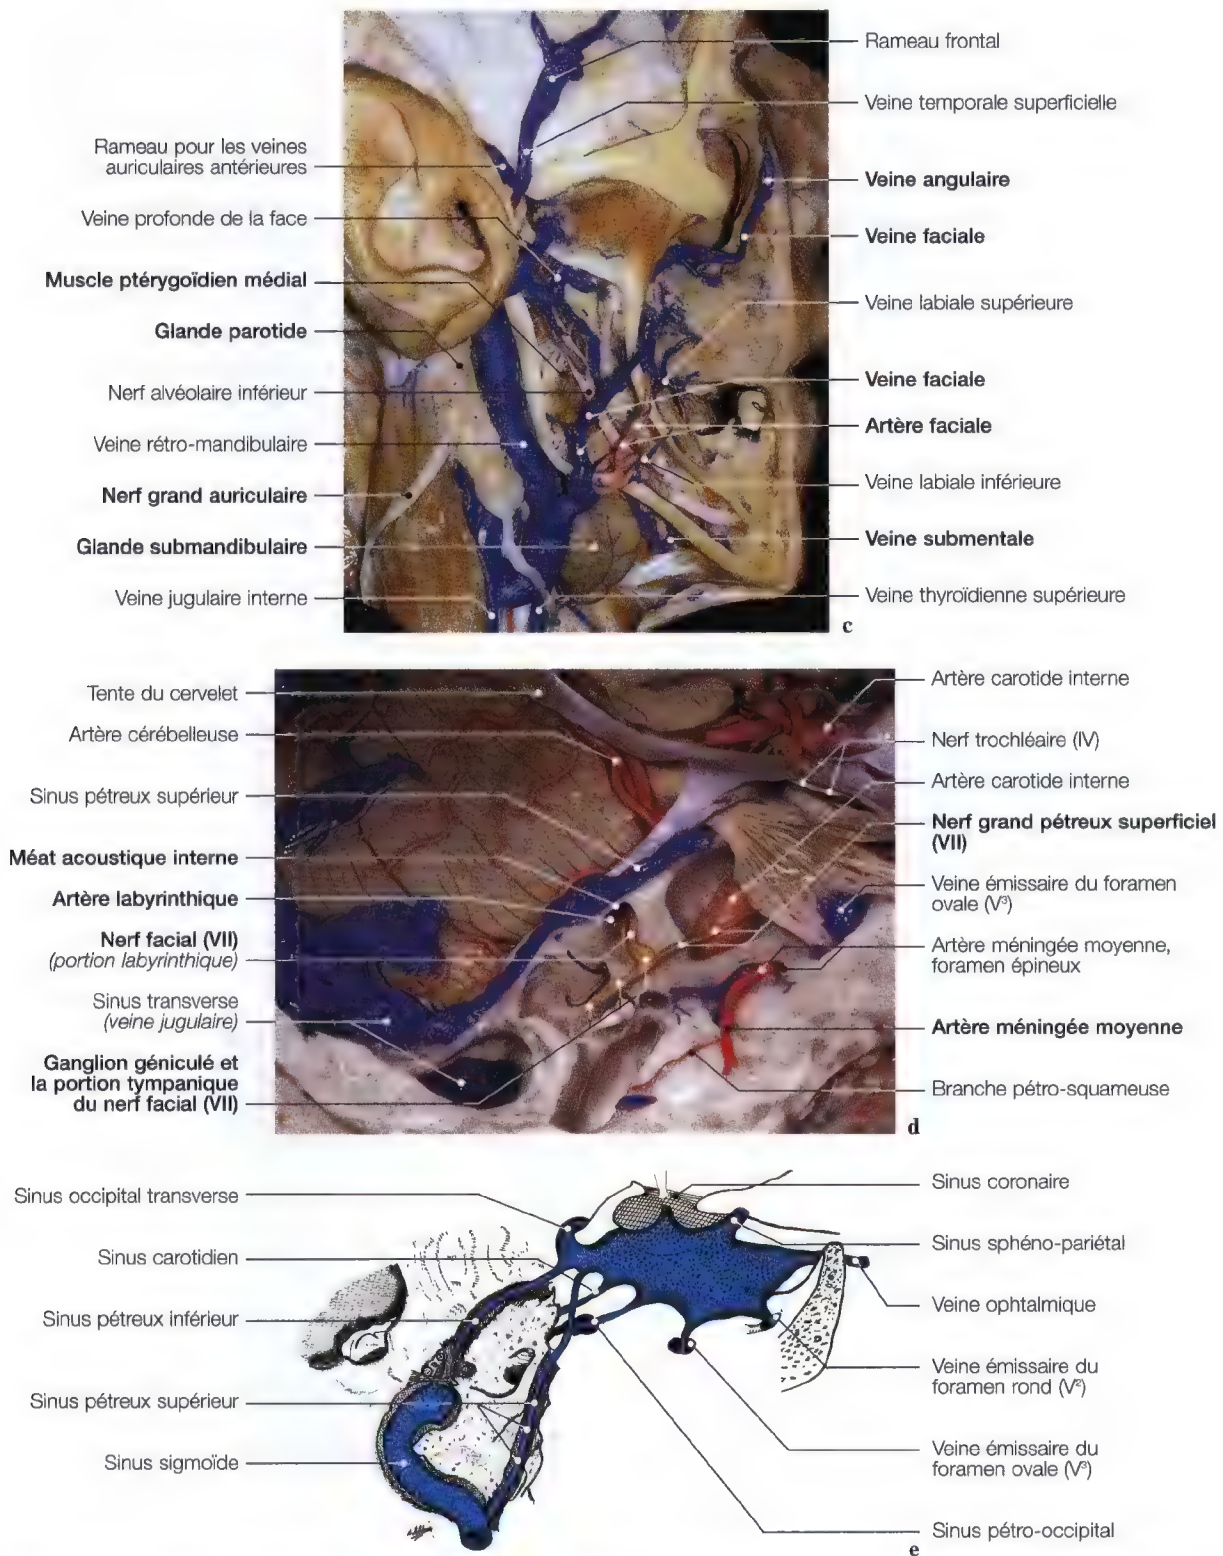 Rameau frontal
Veine temporale superficielle
Rameau pour les veines
auriculaires antérieures
Veine angulaire
Veine profonde de la face
Veine faciale
Muscle ptérygoïdien médial
Veine labiale supérieure
Glande parotide
Veine faciale
Nerf alvéolaire inférieur
Artère faciale
Veine rétro-mandibulaire
Veine labiale inférieure
Nerf grand auriculaire
Glande submandibulaire
Veine submentale
Veine jugulaire interne
Veine thyroïdienne supérieure
c
Tente du cervelet
Artère carotide interne
Artère cérébelleuse
Nerf trochléaire (IV)
Artère carotide interne
Sinus pétreux supérieur
Nerf grand pétreux superficiel
(VII)
Méat acoustique interne
Artère labyrinthique
Veine émissaire du foramen
ovale (V³)
Nerf facial (VII)
(portion labyrinthique)
Artère méningée moyenne,
foramen épineux
Sinus transverse
(veine jugulaire)
Artère méningée moyenne
Ganglion géniculé et
la portion tympanique
du nerf facial (VII)
Branche pétro-squameuse
d
Sinus occipital transverse
Sinus coronaire
Sinus carotidien
Sinus sphéno-pariétal
Sinus pétreux inférieur
Veine ophtalmique
Sinus pétreux supérieur
Veine émissaire du
foramen rond (V²)
Sinus sigmoïde
Veine émissaire du
foramen ovale (V³)
Sinus pétro-occipital
e